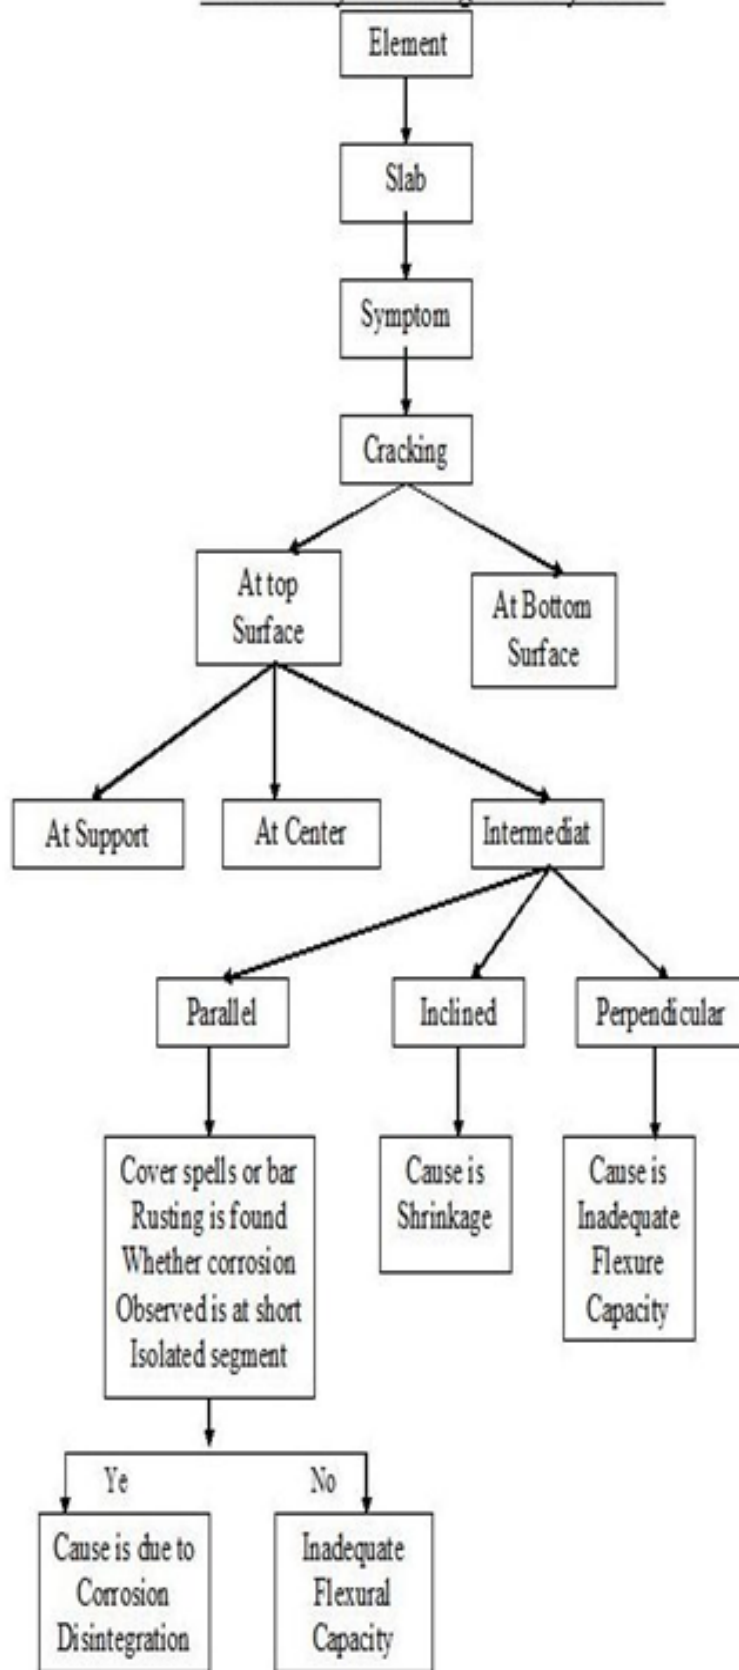 Element
Slab
Symptom
Cracking
At top
Surface
At Bottom
Surface
At Support
At Center
Intermediat
Parallel
Inclined
Perpendicular
Cover spells or bar
Rusting is found
Whether corrosion
Observed is at short
Isolated segment
Cause is
Shrinkage
Cause is
Inadequate
Flexure
Capacity
Ye
No
Cause is due to
Corrosion
Disintegration
Inadequate
Flexural
Capacity